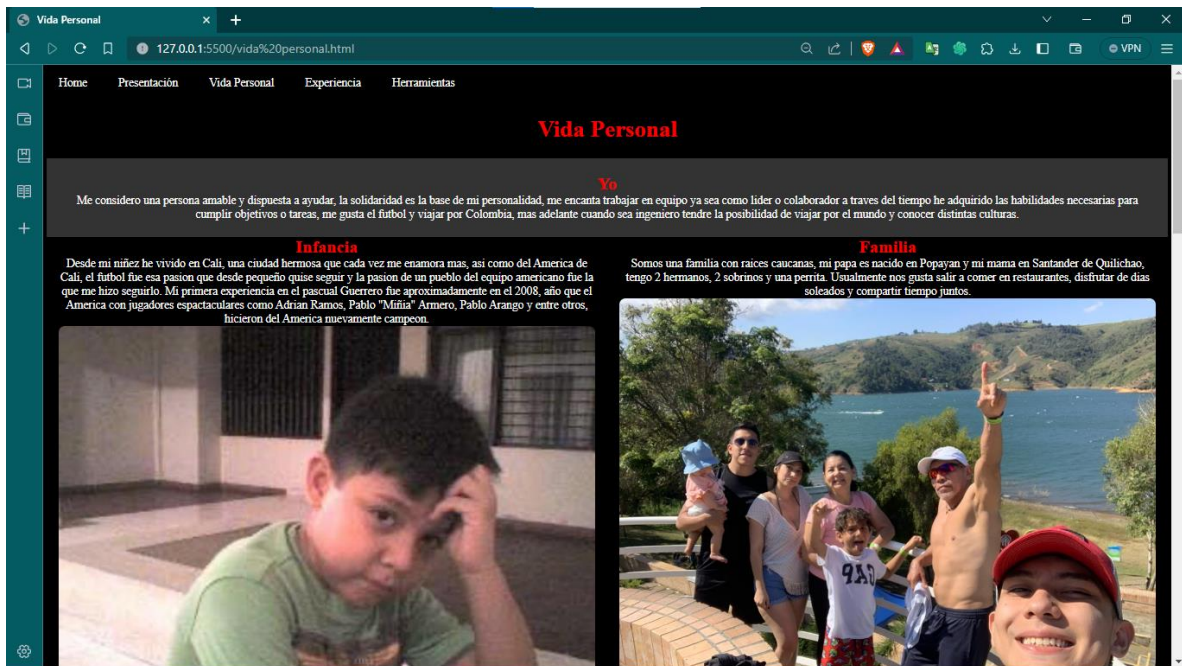 Vida Personal
127.0.0.1:5500/vida%20personal.html
VPN
Home Presentación Vida Personal Experiencia Herramientas
Vida Personal
Yo
Me considero una persona amable y dispuesta a ayudar, la solidaridad es la base de mi personalidad, me encanta trabajar en equipo ya sea como lider o colaborador a traves del tiempo he adquirido las habilidades necesarias para
cumplir objetivos o tareas, me gusta el futbol y viajar por Colombia, mas adelante cuando sea ingeniero tendre la posibilidad de viajar por el mundo y conocer distintas culturas.
Infancia
Desde mi niñez he vivido en Cali, una ciudad hermosa que cada vez me enamora mas, asi como del America de
Cali, el futbol fue esa pasion que desde pequeño quise seguir y la pasion de un pueblo del equipo americano fue la
que me hizo seguirlo. Mi primera experiencia en el pascual Guerrero fue aproximadamente en el 2008, año que el
America con jugadores espactaculares como Adrian Ramos, Pablo "Miñia" Armero, Pablo Arango y entre otros,
hicieron del America nuevamente campeon.
Familia
Somos una familia con raices caucanas, mi papa es nacido en Popayan y mi mama en Santander de Quilichao,
tengo 2 hermanos, 2 sobrinos y una perrita. Usualmente nos gusta salir a comer en restaurantes, disfrutar de dias
soleados y compartir tiempo juntos.
GAP